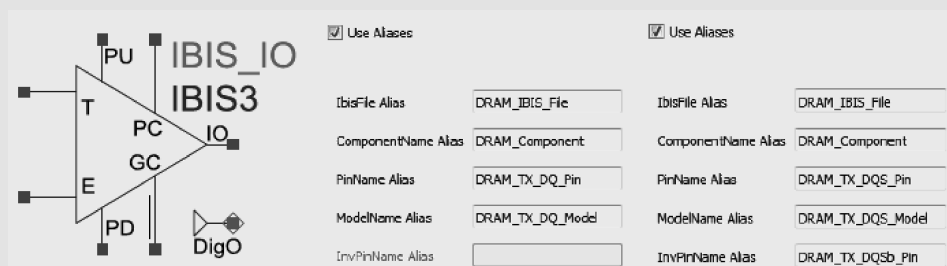 PU
IBIS_IO
IBIS3
T
PC
IO
GC
E
PD
DigO
Use Aliases
IbisFile Alias DRAM_IBIS_File
ComponentName Alias DRAM_Component
PinName Alias DRAM_TX_DQ_Pin
ModelName Alias DRAM_TX_DQ_Model
InvPinName Alias
Use Aliases
IbisFile Alias DRAM_IBIS_File
ComponentName Alias DRAM_Component
PinName Alias DRAM_TX_DQS_Pin
ModelName Alias DRAM_TX_DQS_Model
InvPinName Alias DRAM_TX_DQSb_Pin